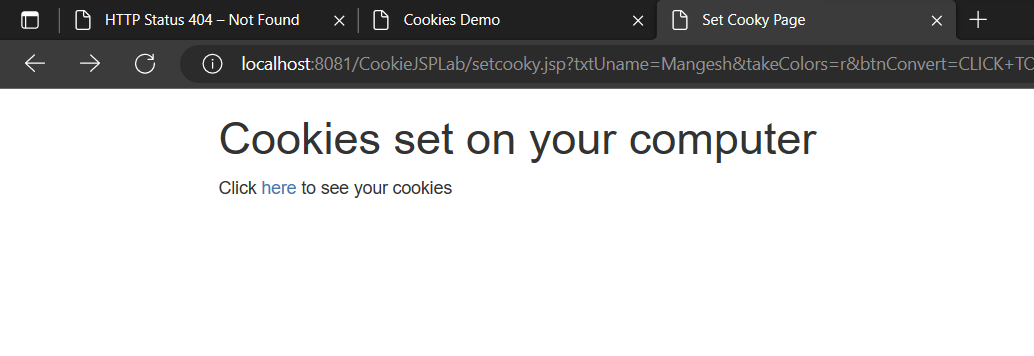 HTTP Status 404 – Not Found
Cookies Demo
Set Cooky Page
localhost:8081/CookieJSPLab/setcooky.jsp?txtUname=Mangesh&takeColors=r&btnConvert=CLICK+TO
Cookies set on your computer
Click here to see your cookies